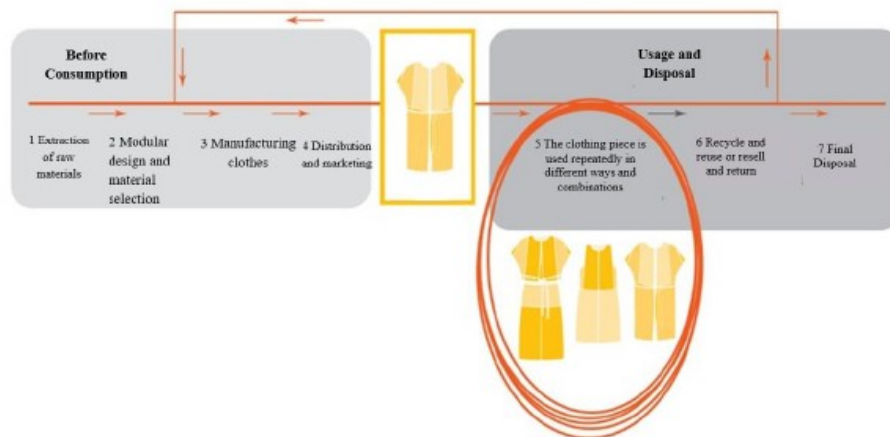 Before
Consumption
1 Extraction
of raw
materials
2 Modular
design and
material
selection
3 Manufacturing
clothes
4 Distribution
and marketing
Usage and
Disposal
5 The clothing piece is
used repeatedly in
different ways and
combinations
6 Recycle and
reuse or resell
and return
7 Final
Disposal